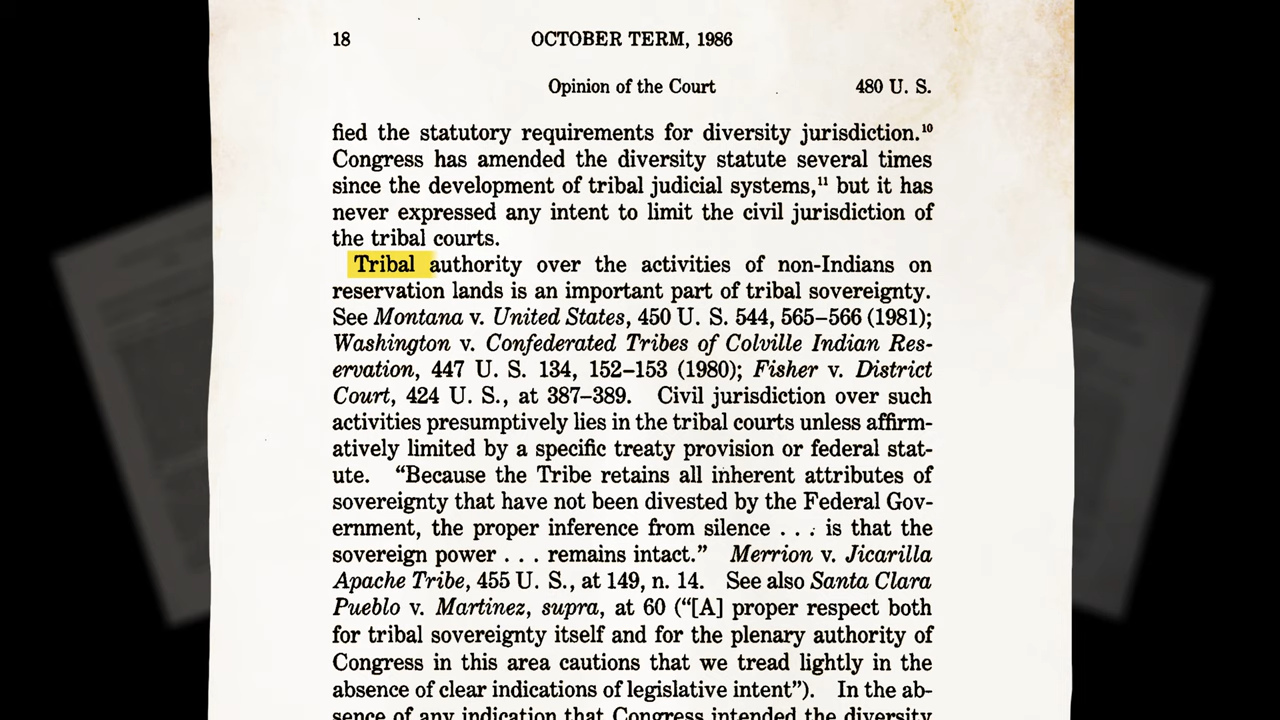 18 OCTOBER TERM, 1986
Opinion of the Court 480 U. S.
fied the statutory requirements for diversity jurisdiction.¹⁰
Congress has amended the diversity statute several times
since the development of tribal judicial systems,¹¹ but it has
never expressed any intent to limit the civil jurisdiction of
the tribal courts.
Tribal authority over the activities of non-Indians on
reservation lands is an important part of tribal sovereignty.
See Montana v. United States, 450 U. S. 544, 565–566 (1981);
Washington v. Confederated Tribes of Colville Indian Res-
ervation, 447 U. S. 134, 152–153 (1980); Fisher v. District
Court, 424 U. S., at 387–389. Civil jurisdiction over such
activities presumptively lies in the tribal courts unless affirm-
atively limited by a specific treaty provision or federal stat-
ute. “Because the Tribe retains all inherent attributes of
sovereignty that have not been divested by the Federal Gov-
ernment, the proper inference from silence . . . is that the
sovereign power . . . remains intact.” Merrion v. Jicarilla
Apache Tribe, 455 U. S., at 149, n. 14. See also Santa Clara
Pueblo v. Martinez, supra, at 60 (“[A] proper respect both
for tribal sovereignty itself and for the plenary authority of
Congress in this area cautions that we tread lightly in the
absence of clear indications of legislative intent”). In the ab-
sence of any indication that Congress intended the diversity